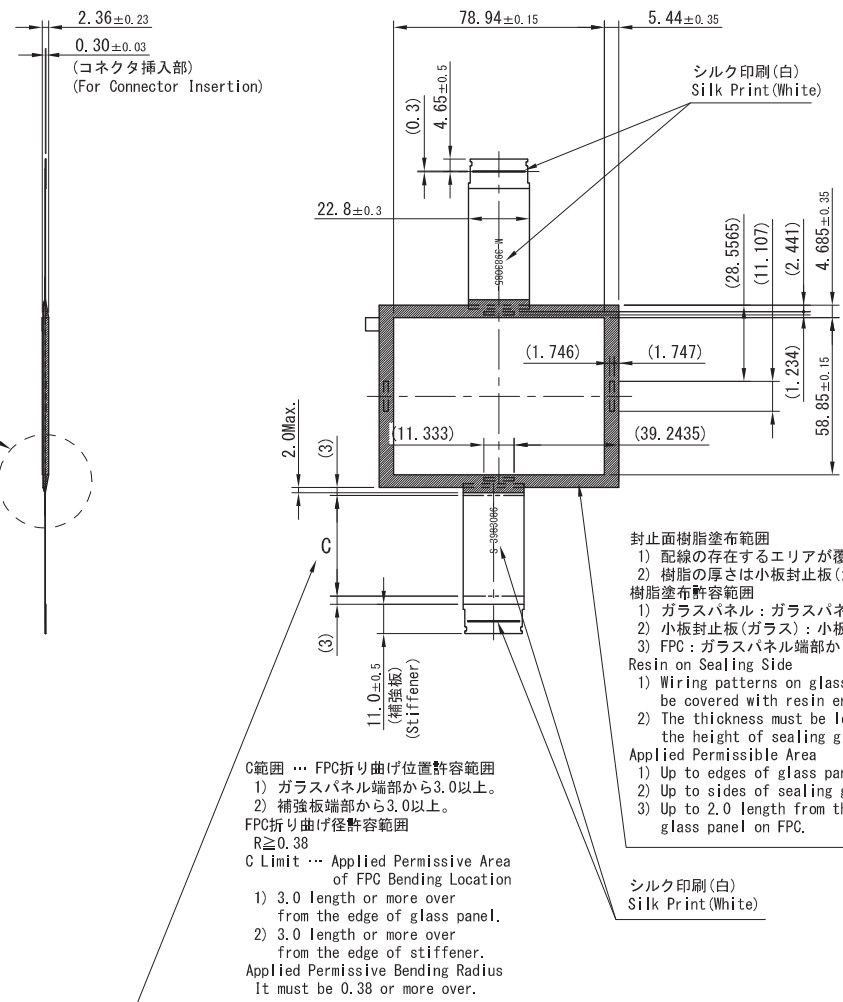 2.36±0.23
0.30±0.03
(コネクタ挿入部)
(For Connector Insertion)
78.94±0.15
5.44±0.35
シルク印刷(白)
Silk Print(White)
(0.3)
4.65±0.5
22.8±0.3
M-3983085
(28.5565)
(11.107)
(2.441)
4.685±0.35
(1.746)
(1.747)
(1.234)
58.85±0.15
2.0Max.
(3)
(11.333)
(39.2435)
C
S-3983086
(3)
11.0±0.5
(補強板)
(Stiffener)
封止面樹脂塗布範囲
1) 配線の存在するエリアが
2) 樹脂の厚さは小板封止板(
樹脂塗布許容範囲
1) ガラスパネル：ガラスパネ
2) 小板封止板(ガラス)：小板
3) FPC：ガラスパネル端部か
Resin on Sealing Side
1) Wiring patterns on glass
be covered with resin
2) The thickness must be
the height of sealing
Applied Permissible Area
1) Up to edges of glass
2) Up to sides of sealing
3) Up to 2.0 length from
glass panel on FPC.
C範囲 … FPC折り曲げ位置許容範囲
1) ガラスパネル端部から3.0以上。
2) 補強板端部から3.0以上。
FPC折り曲げ径許容範囲
R≧0.38
C Limit … Applied Permissive Area
of FPC Bending Location
1) 3.0 length or more over
from the edge of glass panel.
2) 3.0 length or more over
from the edge of stiffener.
Applied Permissive Bending Radius
It must be 0.38 or more over.
シルク印刷(白)
Silk Print(White)